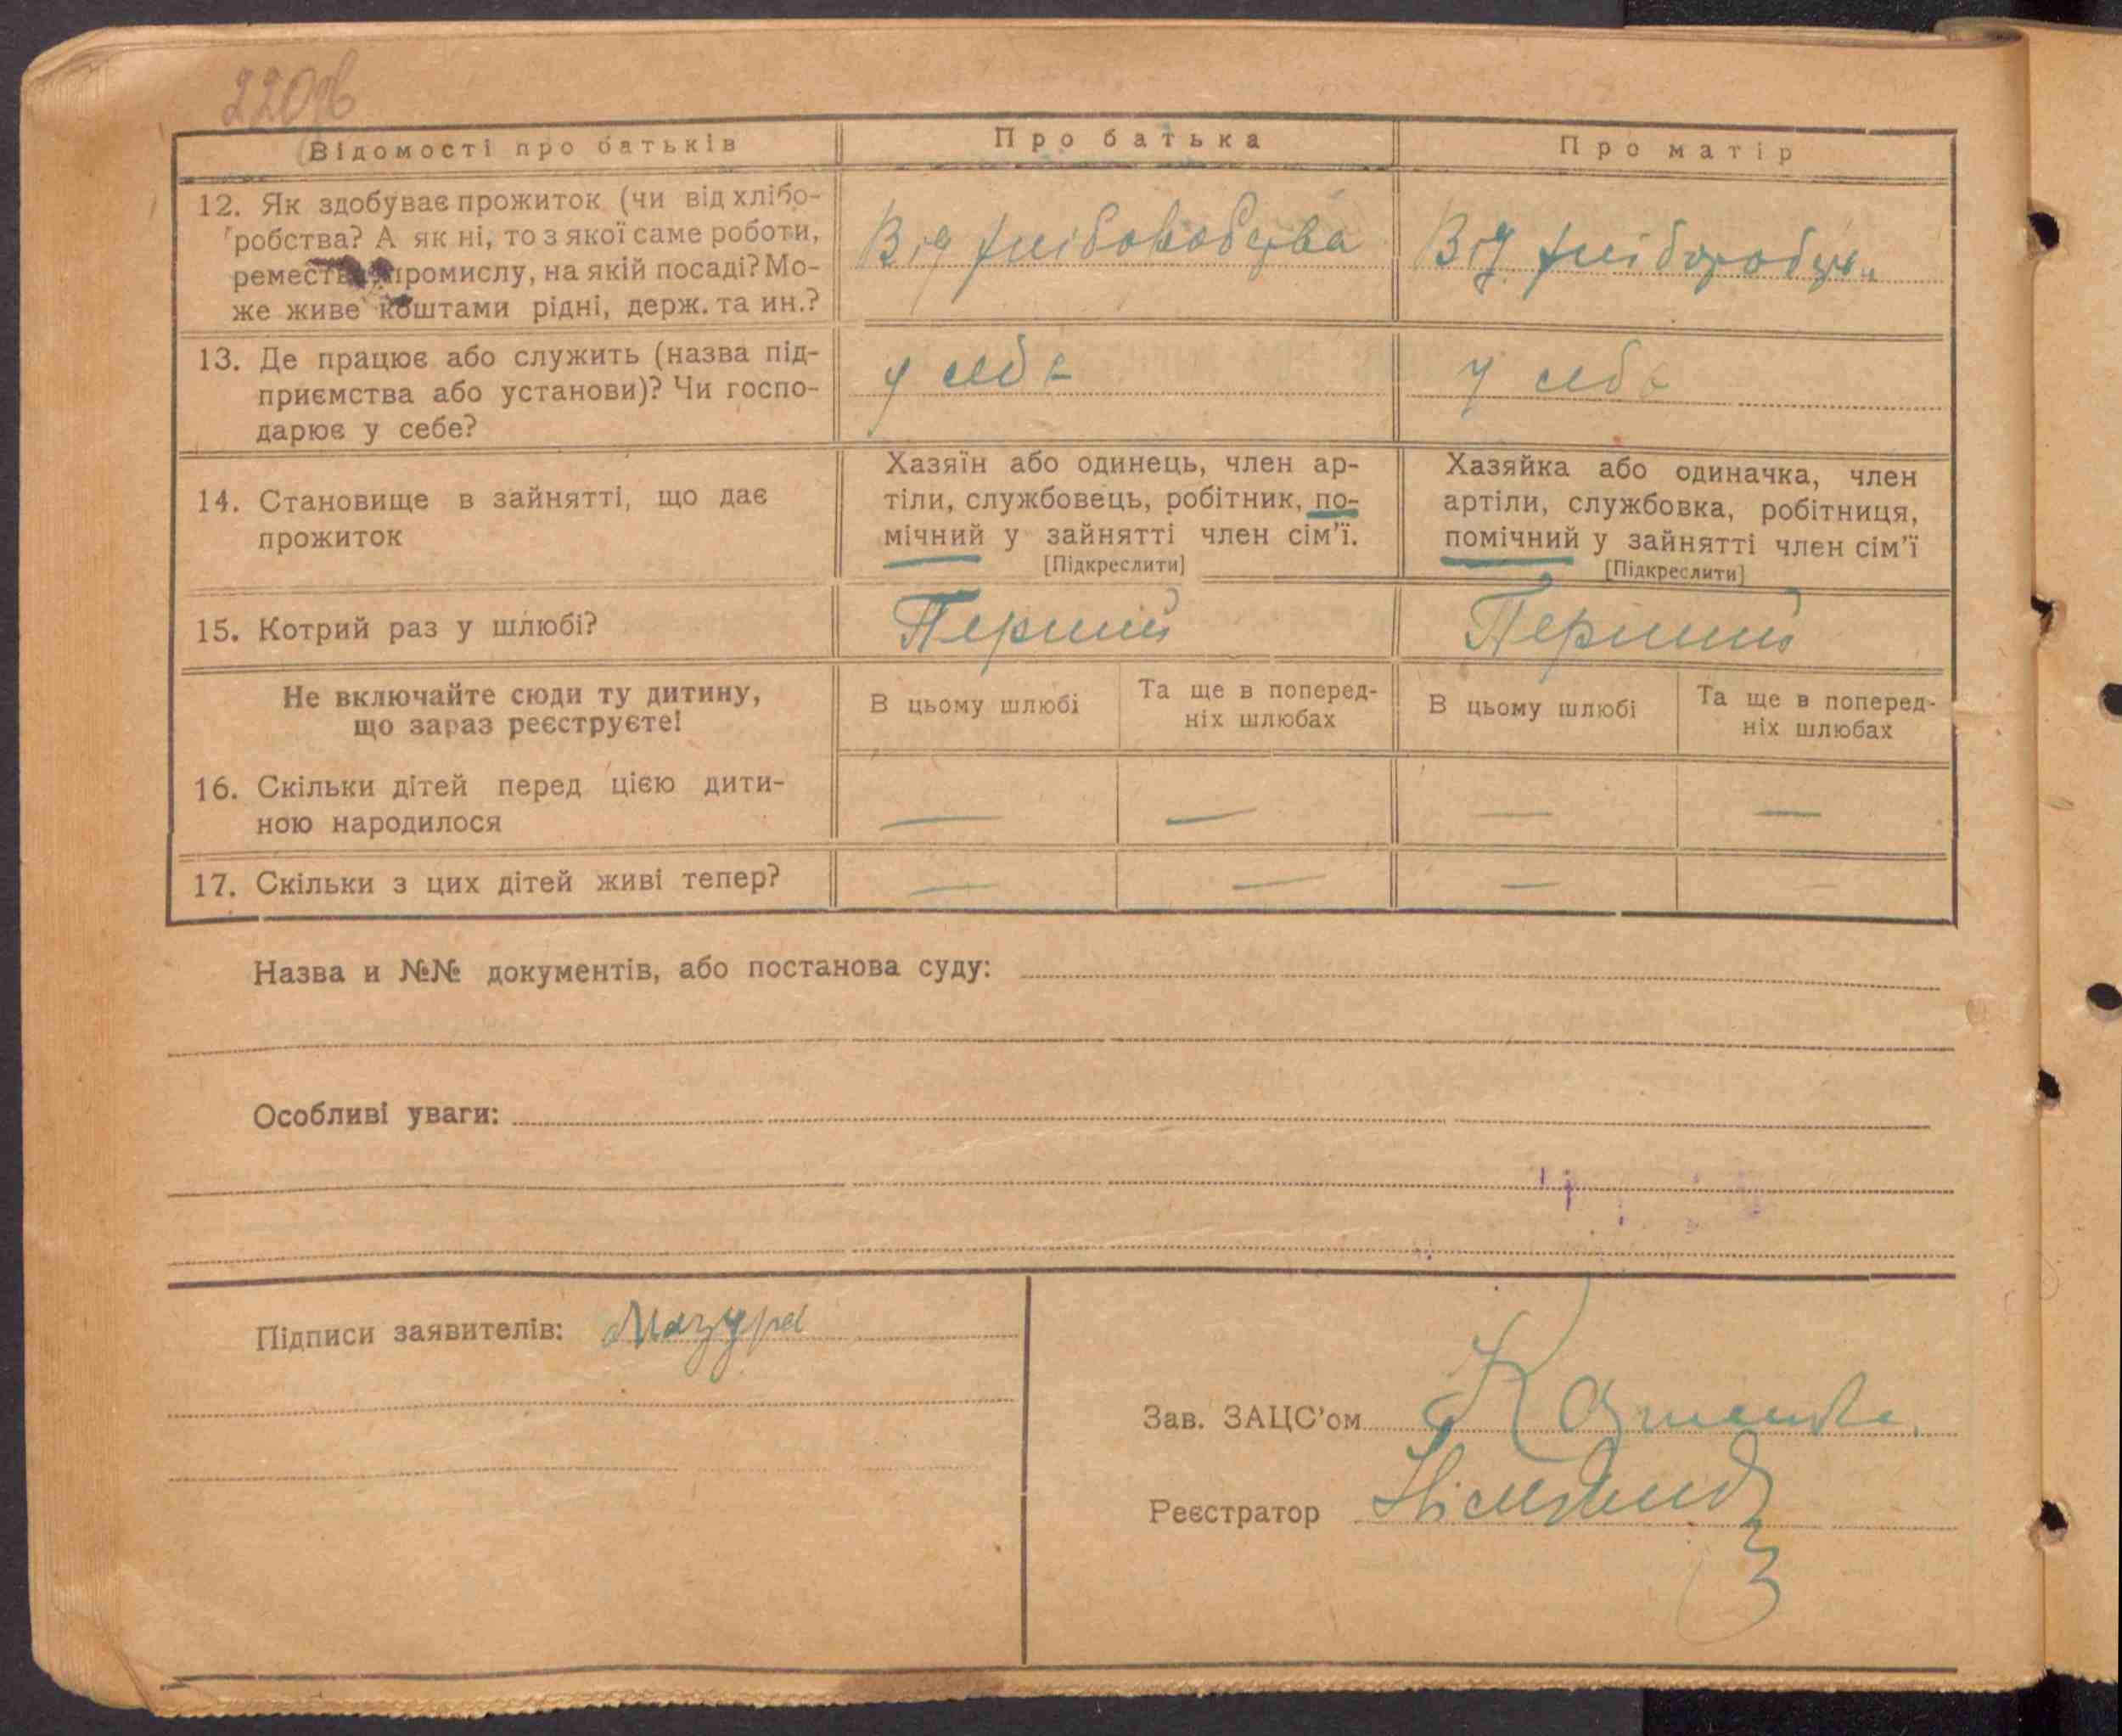 220зв
Відомості про батьків
Про батька
Про матір
12. Як здобуває прожиток (чи від хлібо-
робства? А як ні, то з якої саме роботи,
ремества промислу, на якій посаді? Мо-
же живе коштами рідні, держ. та ин.?
Від хліборобства
Від хліборобств
13. Де працює або служить (назва під-
приємства або установи)? Чи госпо-
дарює у себе?
у себе
у себе
14. Становище в зайнятті, що дає
прожиток
Хазяїн або одинець, член ар-
тіли, службовець, робітник, по-
мічний у зайнятті член сім'ї.
[Підкреслити]
Хазяйка або одиначка, член
артіли, службовка, робітниця,
помічний у зайнятті член сім'ї
[Підкреслити]
15. Котрий раз у шлюбі?
Перший
Перший
Не включайте сюди ту дитину,
що зараз реєструєте!
В цьому шлюбі
Та ще в поперед-
ніх шлюбах
В цьому шлюбі
Та ще в поперед-
ніх шлюбах
16. Скільки дітей перед цією дити-
ною народилося
— — — —
17. Скільки з цих дітей живі тепер?
— — —
Назва и №№ документів, або постанова суду:
Особливі уваги:
Підписи заявителів: Мазура
Зав. ЗАЦС'ом
Реєстратор